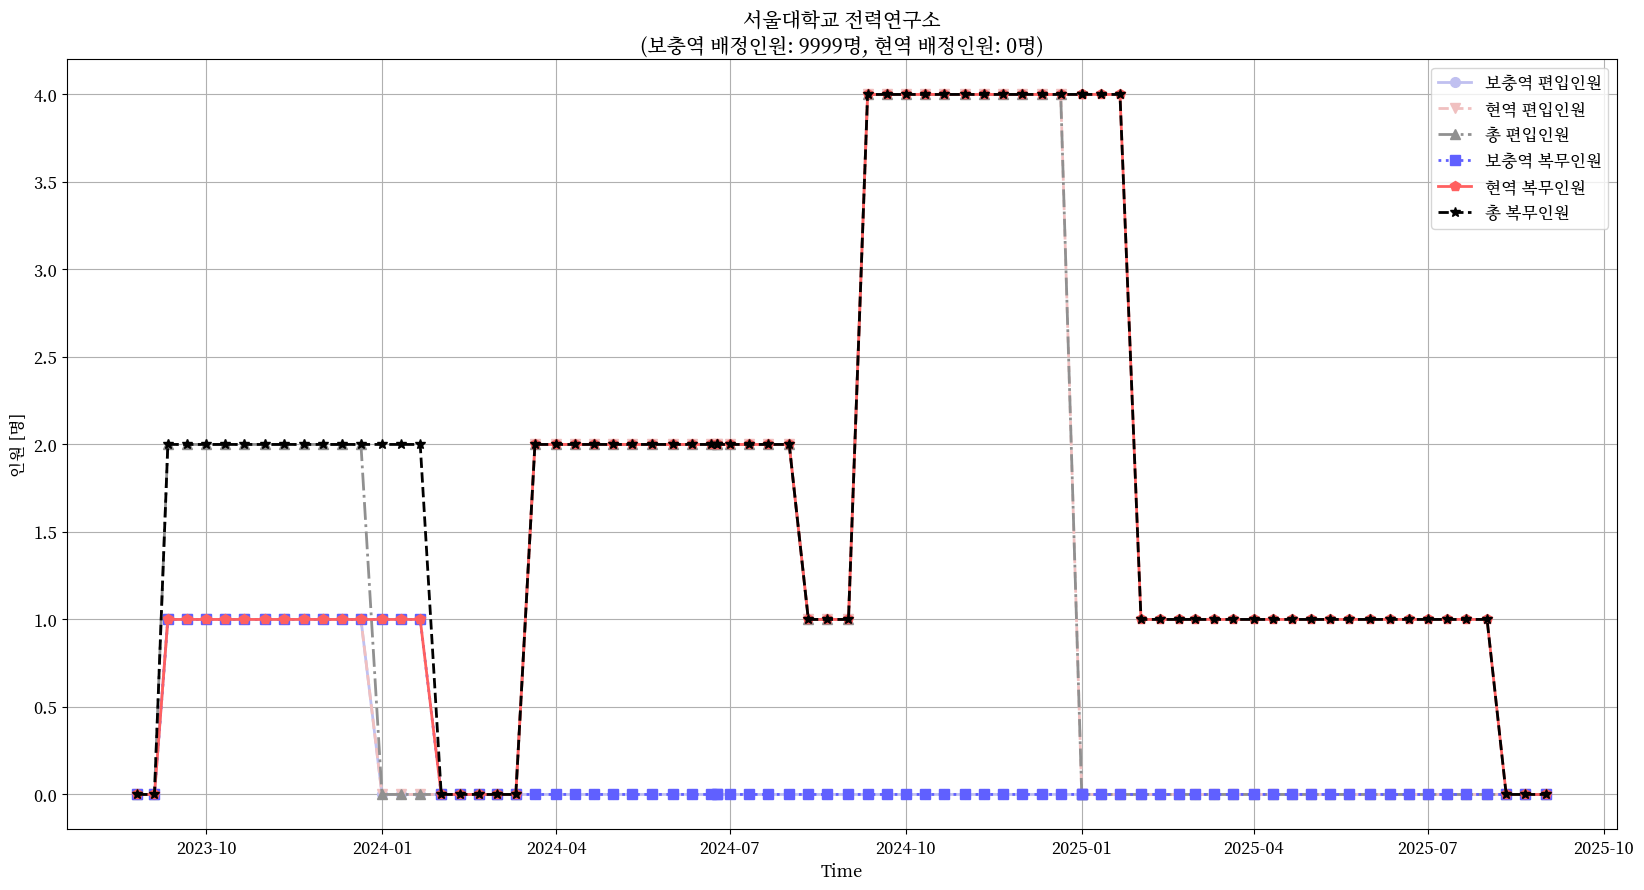 서울대학교 전력연구소
(보충역 배정인원: 9999명, 현역 배정인원: 0명)
보충역 편입인원
현역 편입인원
총 편입인원
보충역 복무인원
현역 복무인원
총 복무인원
4.0
3.5
3.0
2.5
2.0
1.5
1.0
0.5
0.0
인원 [명]
2023-10
2024-01
2024-04
2024-07
2024-10
2025-01
2025-04
2025-07
2025-10
Time